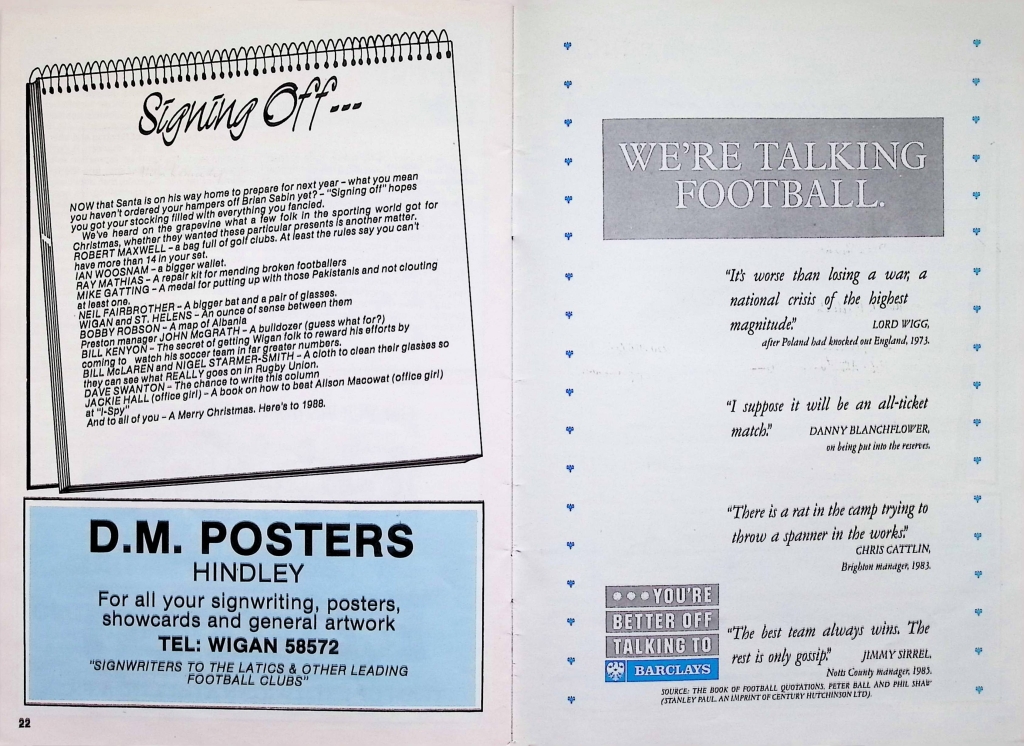 Signing Off---
NOW that Santa is on his way home to prepare for next year – what you mean
you haven't ordered your hampers off Brian Sabin yet? – "Signing off" hopes
you got your stocking filled with everything you fancied.
We've heard on the grapevine what a few folk in the sporting world got for
Christmas, whether they wanted these particular presents is another matter.
ROBERT MAXWELL – a bag full of golf clubs. At least the rules say you can't
have more than 14 in your set.
IAN WOOSNAM – a bigger wallet.
RAY MATHIAS – A repair kit for mending broken footballers
MIKE GATTING – A medal for putting up with those Pakistanis and not clouting
at least one.
NEIL FAIRBROTHER – A bigger bat and a pair of glasses.
WIGAN and ST. HELENS – An ounce of sense between them
BOBBY ROBSON – A map of Albania
Preston manager JOHN McGRATH – A bulldozer (guess what for?)
BILL KENYON – The secret of getting Wigan folk to reward his efforts by
coming to watch his soccer team in far greater numbers.
BILL McLAREN and NIGEL STARMER-SMITH – A cloth to clean their glasses so
they can see what REALLY goes on in Rugby Union.
DAVE SWANTON – The chance to write this column
JACKIE HALL (office girl) – A book on how to beat Alison Macowat (office girl)
at "I-Spy"
And to all of you – A Merry Christmas. Here's to 1988.
D.M. POSTERS
HINDLEY
For all your signwriting, posters,
showcards and general artwork
TEL: WIGAN 58572
"SIGNWRITERS TO THE LATICS & OTHER LEADING
FOOTBALL CLUBS"
22
WE'RE TALKING
FOOTBALL.
"It's worse than losing a war, a
national crisis of the highest
magnitude." LORD WIGG,
after Poland had knocked out England, 1973.
"I suppose it will be an all-ticket
match." DANNY BLANCHFLOWER,
on being put into the reserves.
"There is a rat in the camp trying to
throw a spanner in the works."
CHRIS CATTLIN,
Brighton manager, 1983.
"The best team always wins. The
rest is only gossip." JIMMY SIRREL,
Notts County manager, 1985.
•••YOU'RE
BETTER OFF
TALKING TO
BARCLAYS
SOURCE: THE BOOK OF FOOTBALL QUOTATIONS. PETER BALL AND PHIL SHAW
(STANLEY PAUL. AN IMPRINT OF CENTURY HUTCHINSON LTD).